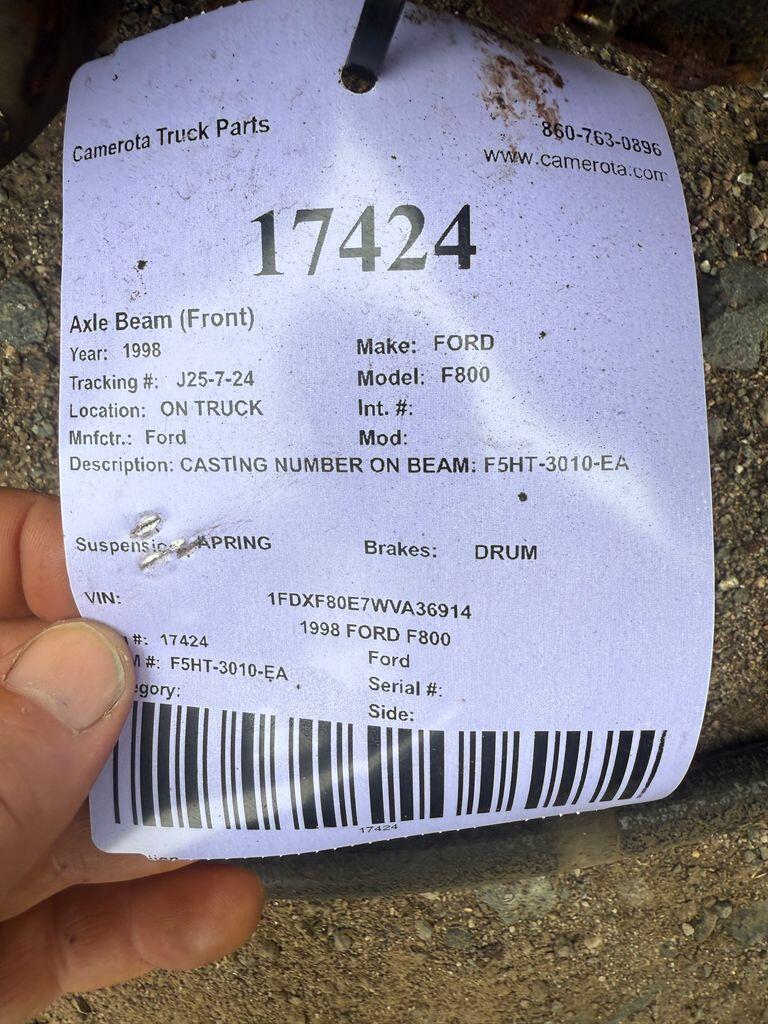 Camerota Truck Parts
860-763-0896
www.camerota.com
17424
Axle Beam (Front)
Year: 1998
Make: FORD
Tracking #: J25-7-24
Model: F800
Location: ON TRUCK
Int. #:
Mnfctr.: Ford
Mod:
Description: CASTING NUMBER ON BEAM: F5HT-3010-EA
APRING
Brakes: DRUM
VIN: 1FDXF80E7WVA36914
#: 17424
1998 FORD F800
M #: F5HT-3010-EA
Ford
egory:
Serial #:
Side:
17424